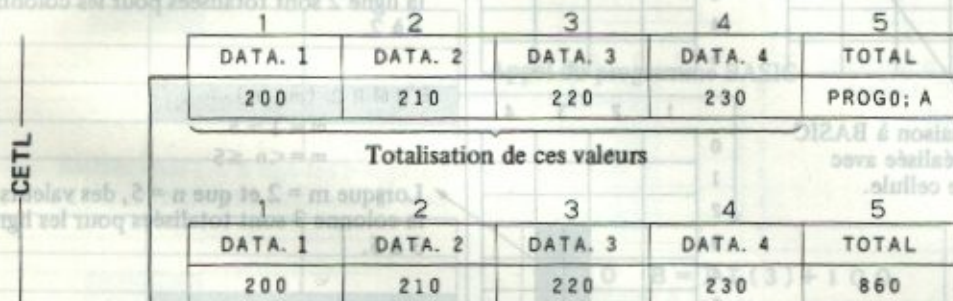 1 2 3 4 5
DATA. 1 DATA. 2 DATA. 3 DATA. 4 TOTAL
200 210 220 230 PROG0; A
CETL
Totalisation de ces valeurs
1 2 3 4 5
DATA. 1 DATA. 2 DATA. 3 DATA. 4 TOTAL
200 210 220 230 860